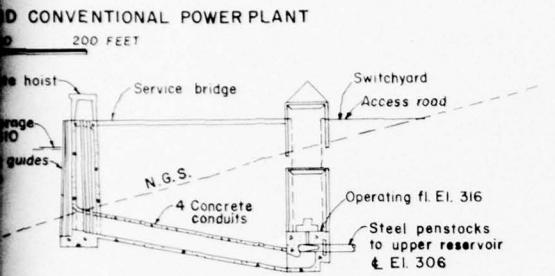 CONVENTIONAL POWER PLANT
200 FEET
hoist
Service bridge
Switchyard
Access road
guides
N.G.S.
4 Concrete
conduits
Operating fl. El. 316
Steel penstocks
to upper reservoir
℄ El. 306